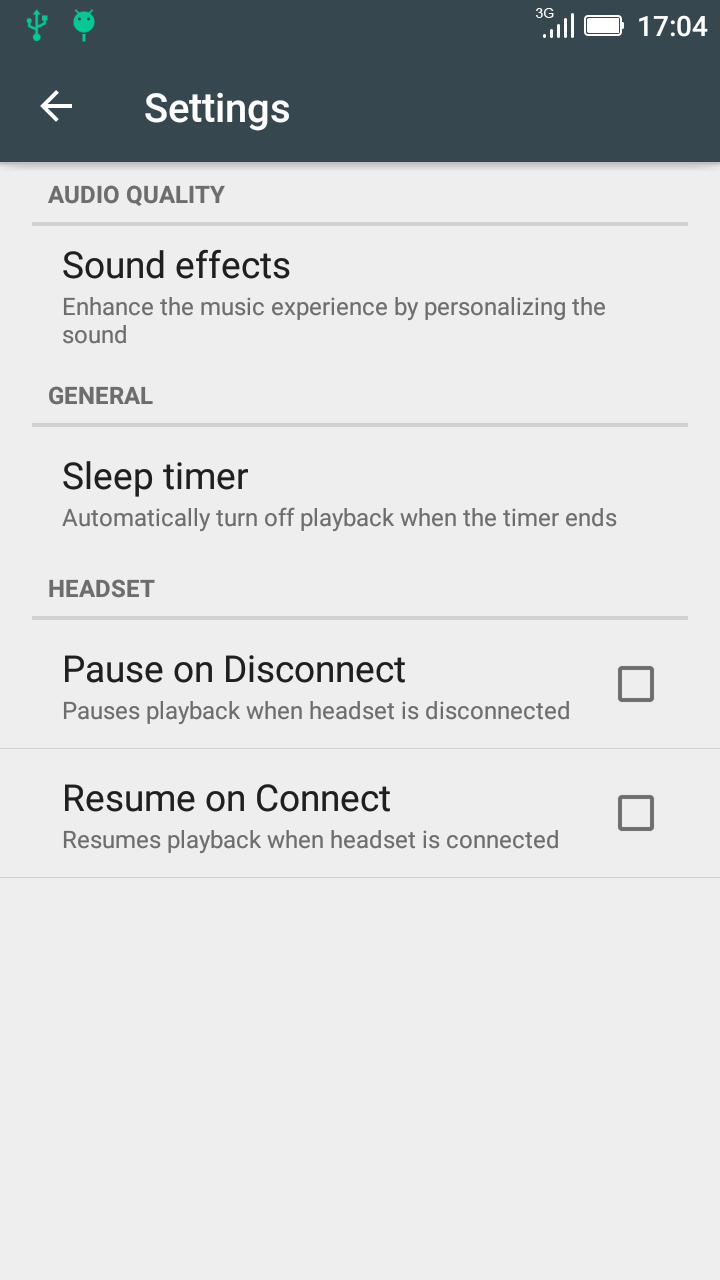 3G
17:04
Settings
AUDIO QUALITY
Sound effects
Enhance the music experience by personalizing the
sound
GENERAL
Sleep timer
Automatically turn off playback when the timer ends
HEADSET
Pause on Disconnect
Pauses playback when headset is disconnected
Resume on Connect
Resumes playback when headset is connected